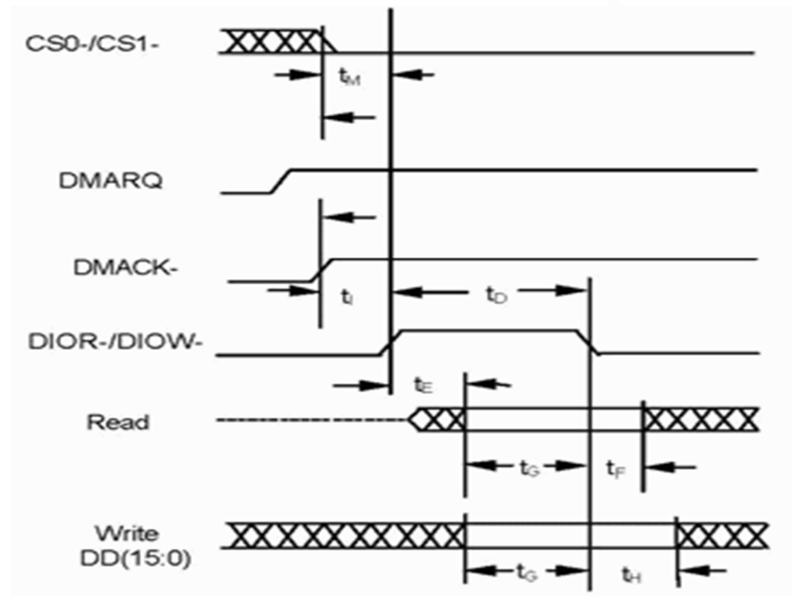 CS0-/CS1-
tM
DMARQ
DMACK-
tI
tD
DIOR-/DIOW-
tE
Read
tG
tF
Write
DD(15:0)
tG
tH